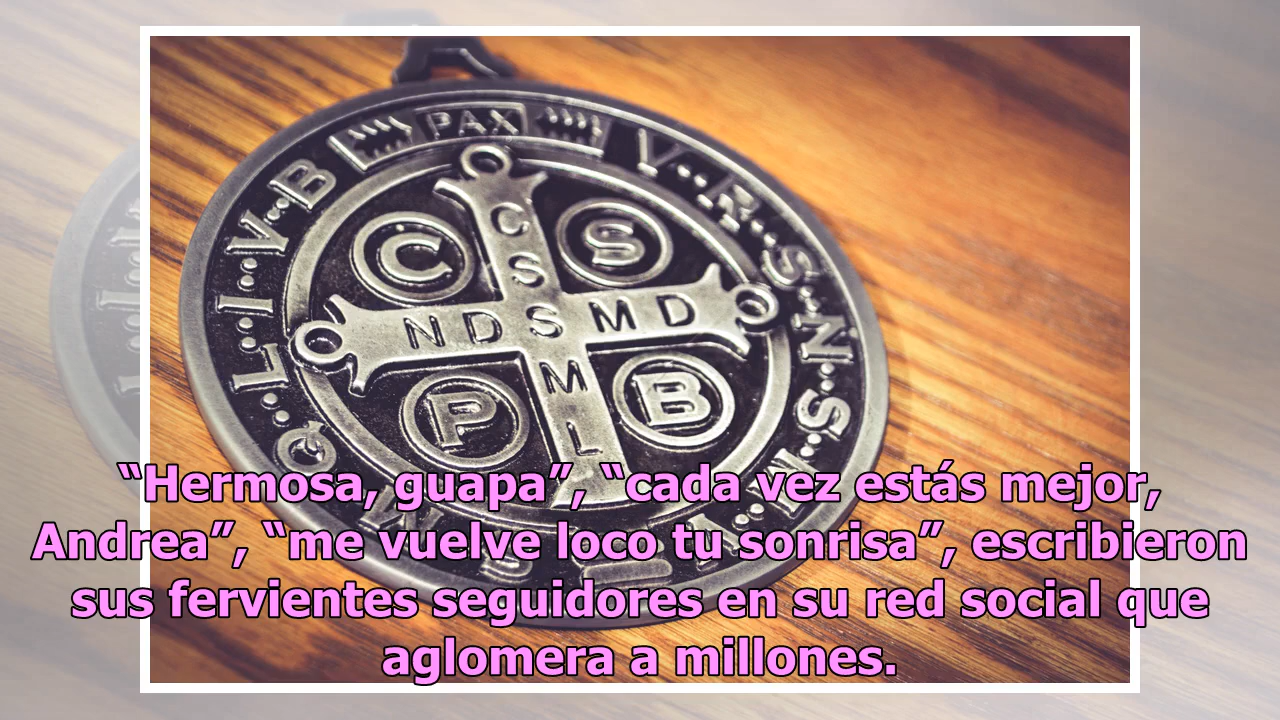 PAX
V R S N S
L I V B
C S
C
S
N D S M D
M
L
P B
“Hermosa, guapa”, “cada vez estás mejor,
Andrea”, “me vuelve loco tu sonrisa”, escribieron
sus fervientes seguidores en su red social que
aglomera a millones.